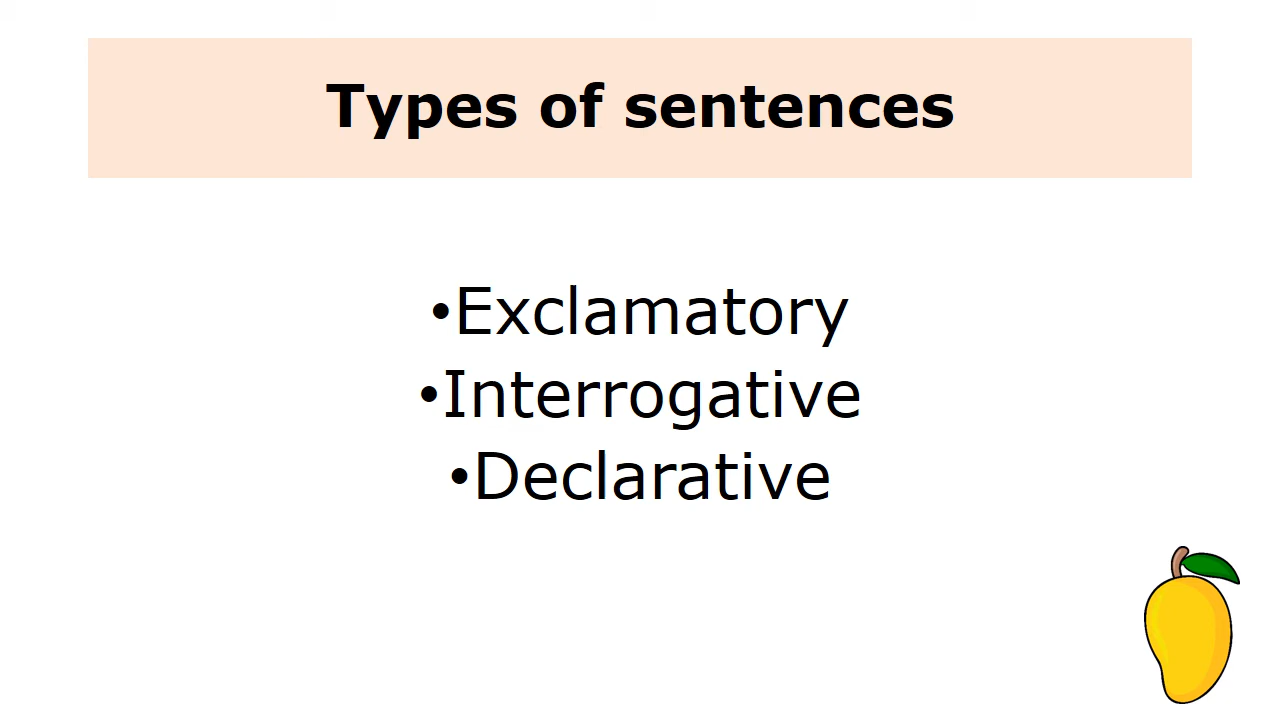 Types of sentences
•Exclamatory
•Interrogative
•Declarative